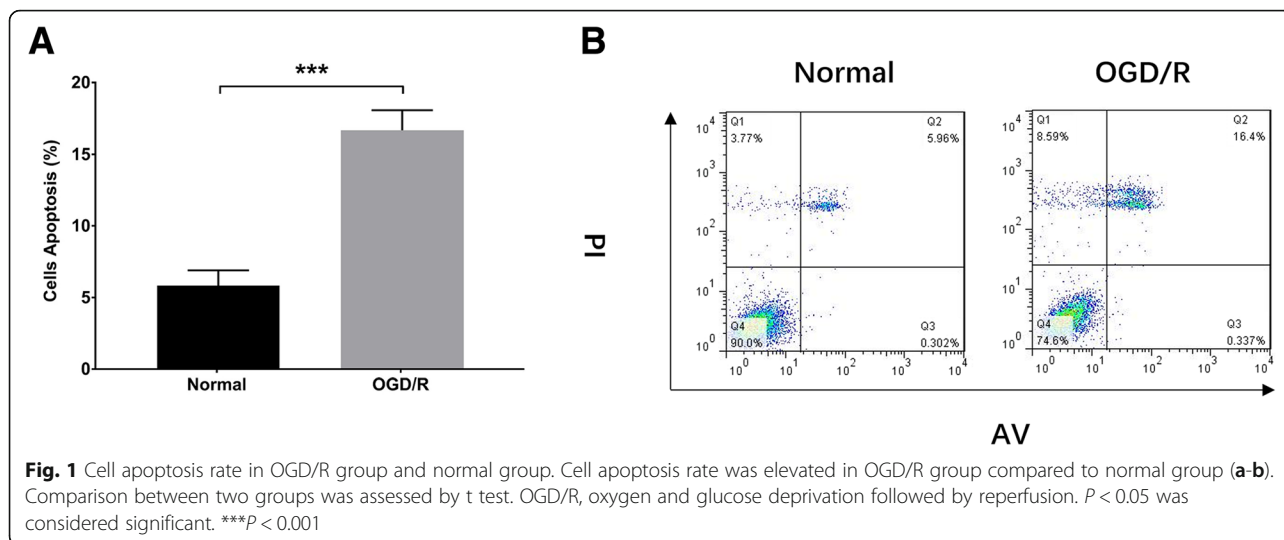 A
B
Normal
OGD/R
***
Cells Apoptosis (%)
20
15
10
5
0
Normal
OGD/R
PI
10^4
10^3
10^2
10^1
10^0
Q1
3.77%
Q2
5.96%
Q4
90.0%
Q3
0.302%
10^0 10^1 10^2 10^3 10^4
10^4
10^3
10^2
10^1
10^0
Q1
8.59%
Q2
16.4%
Q4
74.6%
Q3
0.337%
10^0 10^1 10^2 10^3 10^4
AV
Fig. 1 Cell apoptosis rate in OGD/R group and normal group. Cell apoptosis rate was elevated in OGD/R group compared to normal group (a-b).
Comparison between two groups was assessed by t test. OGD/R, oxygen and glucose deprivation followed by reperfusion. P < 0.05 was
considered significant. ***P < 0.001